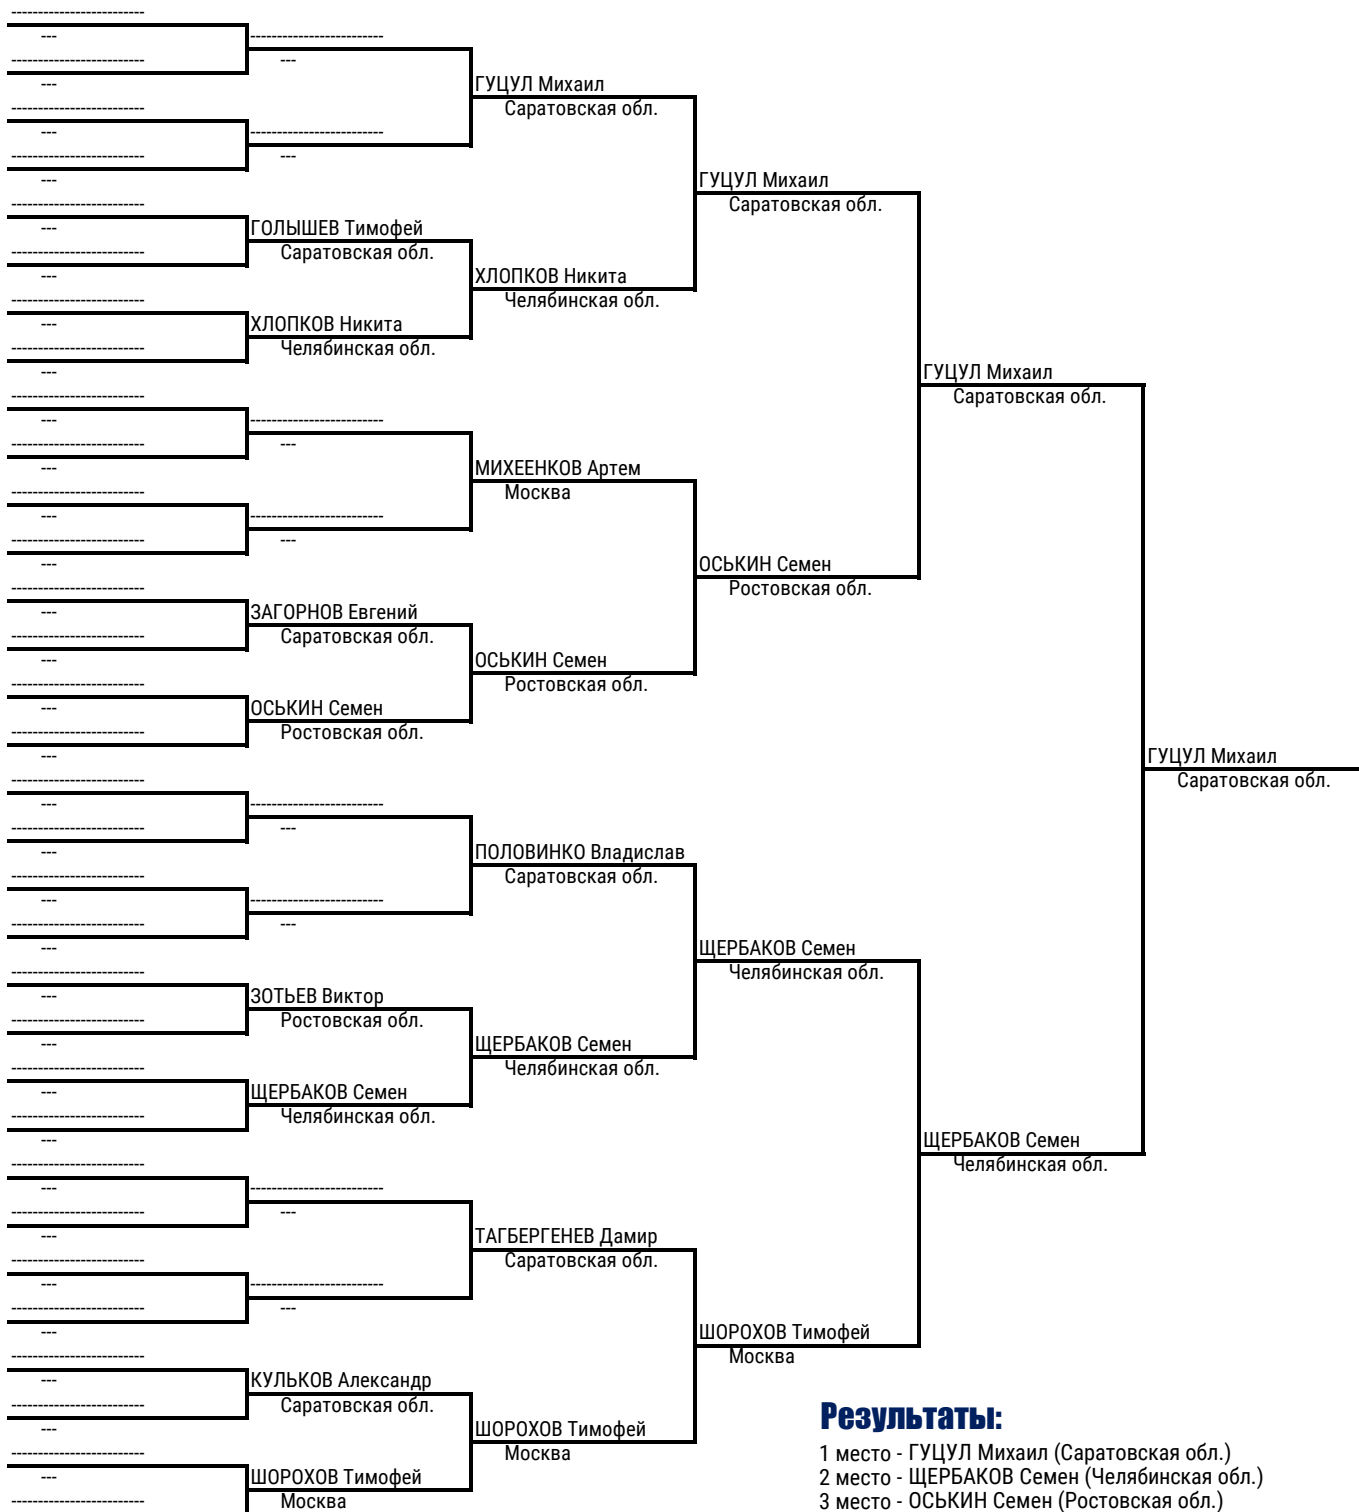 -------------------------
---
-------------------------
-------------------------
---
---
ГУЦУЛ Михаил
Саратовская обл.
-------------------------
---
-------------------------
-------------------------
---
---
ГУЦУЛ Михаил
Саратовская обл.
-------------------------
---
ГОЛЫШЕВ Тимофей
-------------------------
Саратовская обл.
---
ХЛОПКОВ Никита
Челябинская обл.
-------------------------
---
ХЛОПКОВ Никита
-------------------------
Челябинская обл.
---
ГУЦУЛ Михаил
Саратовская обл.
-------------------------
---
-------------------------
-------------------------
---
---
МИХЕЕНКОВ Артем
Москва
-------------------------
---
-------------------------
-------------------------
---
---
ОСЬКИН Семен
Ростовская обл.
-------------------------
---
ЗАГОРНОВ Евгений
-------------------------
Саратовская обл.
---
ОСЬКИН Семен
Ростовская обл.
-------------------------
---
ОСЬКИН Семен
-------------------------
Ростовская обл.
---
ГУЦУЛ Михаил
Саратовская обл.
-------------------------
---
-------------------------
-------------------------
---
---
ПОЛОВИНКО Владислав
Саратовская обл.
-------------------------
---
-------------------------
-------------------------
---
---
ЩЕРБАКОВ Семен
Челябинская обл.
-------------------------
---
ЗОТЬЕВ Виктор
-------------------------
Ростовская обл.
---
ЩЕРБАКОВ Семен
Челябинская обл.
-------------------------
---
ЩЕРБАКОВ Семен
-------------------------
Челябинская обл.
---
ЩЕРБАКОВ Семен
Челябинская обл.
-------------------------
---
-------------------------
-------------------------
---
---
ТАГБЕРГЕНЕВ Дамир
Саратовская обл.
-------------------------
---
-------------------------
-------------------------
---
---
ШОРОХОВ Тимофей
Москва
-------------------------
---
КУЛЬКОВ Александр
-------------------------
Саратовская обл.
---
ШОРОХОВ Тимофей
Москва
-------------------------
---
ШОРОХОВ Тимофей
-------------------------
Москва
Результаты:
1 место - ГУЦУЛ Михаил (Саратовская обл.)
2 место - ЩЕРБАКОВ Семен (Челябинская обл.)
3 место - ОСЬКИН Семен (Ростовская обл.)